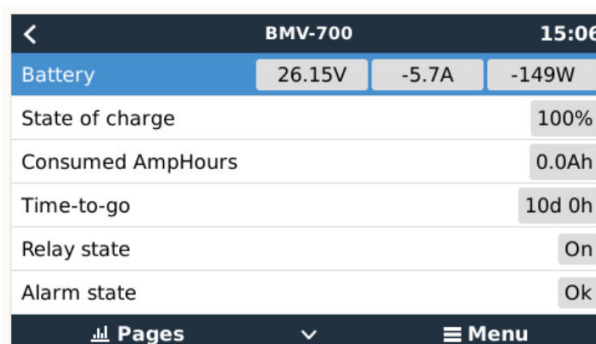 BMV-700 15:06
Battery 26.15V -5.7A -149W
State of charge 100%
Consumed AmpHours 0.0Ah
Time-to-go 10d 0h
Relay state On
Alarm state Ok
Pages Menu